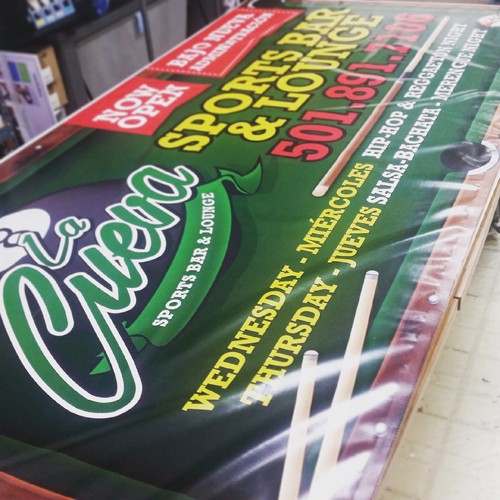 BAJO NUEVA
ADMINISTRACIÓN
NOW
OPEN
SPORTS BAR
& LOUNGE
501.891.7106
La
Cueva
SPORTS BAR & LOUNGE
WEDNESDAY - MIÉRCOLES HIP-HOP & REGGAETON NIGHT
THURSDAY - JUEVES SALSA-BACHATA - MERENGUE NIGHT